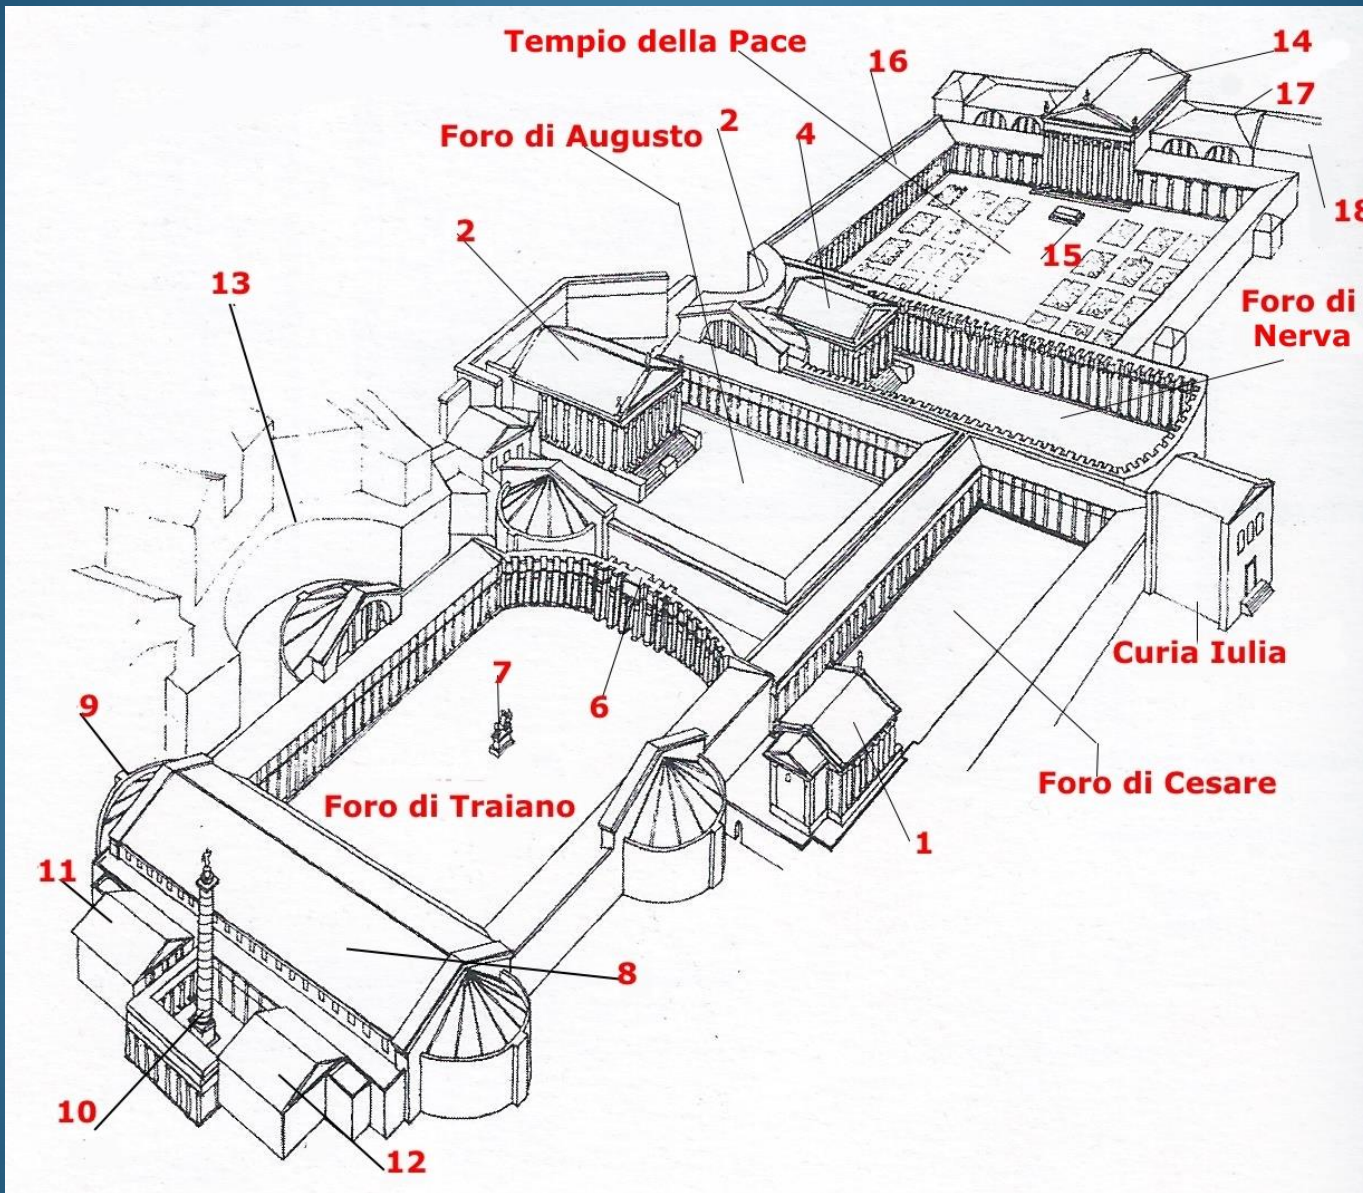 Tempio della Pace
14
16
17
Foro di Augusto
2
4
18
2
15
13
Foro di
Nerva
Curia Iulia
7
6
9
Foro di Cesare
Foro di Traiano
1
11
8
10
12